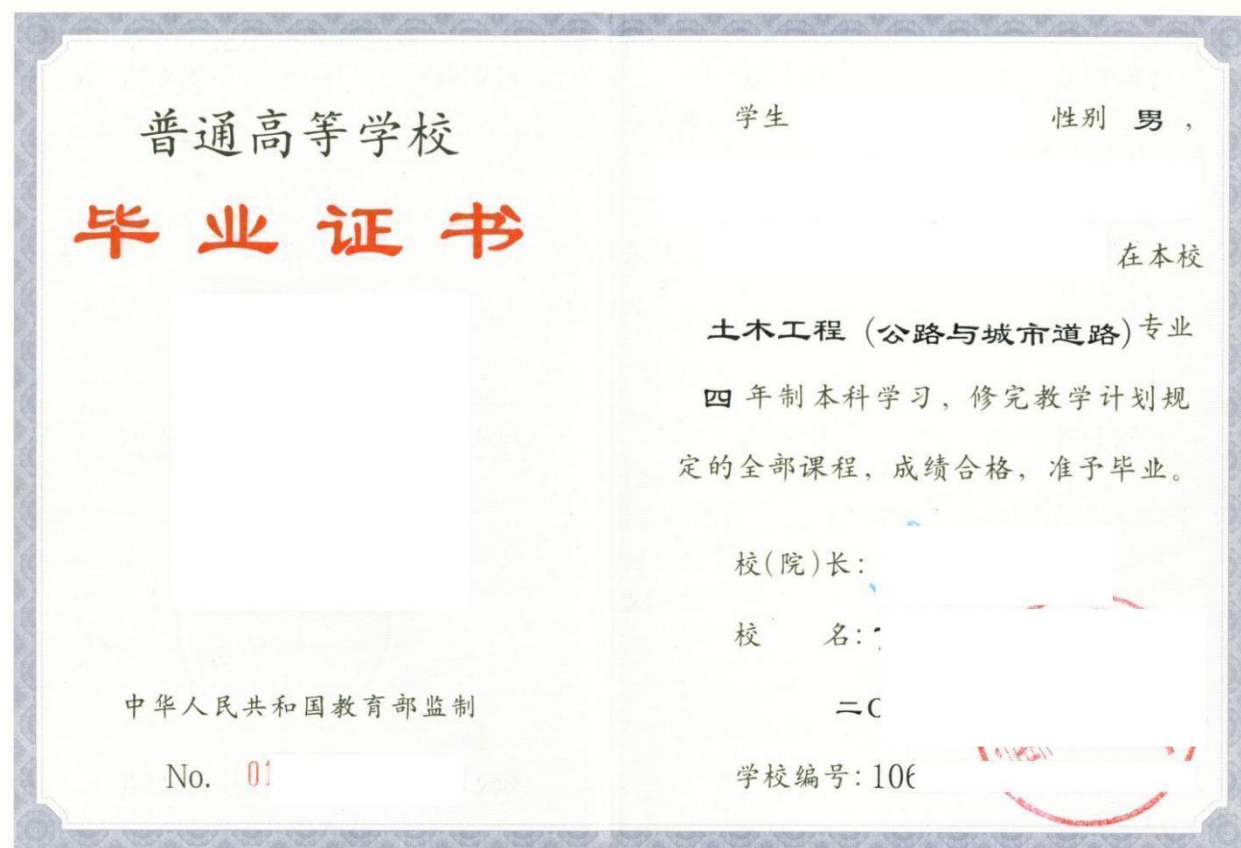 普通高等学校
毕业证书
中华人民共和国教育部监制
No. 01
学生 性别 男，
在本校
土木工程（公路与城市道路）专业
四年制本科学习，修完教学计划规
定的全部课程，成绩合格，准予毕业。
校(院)长：
校 名：
二〇
学校编号：106